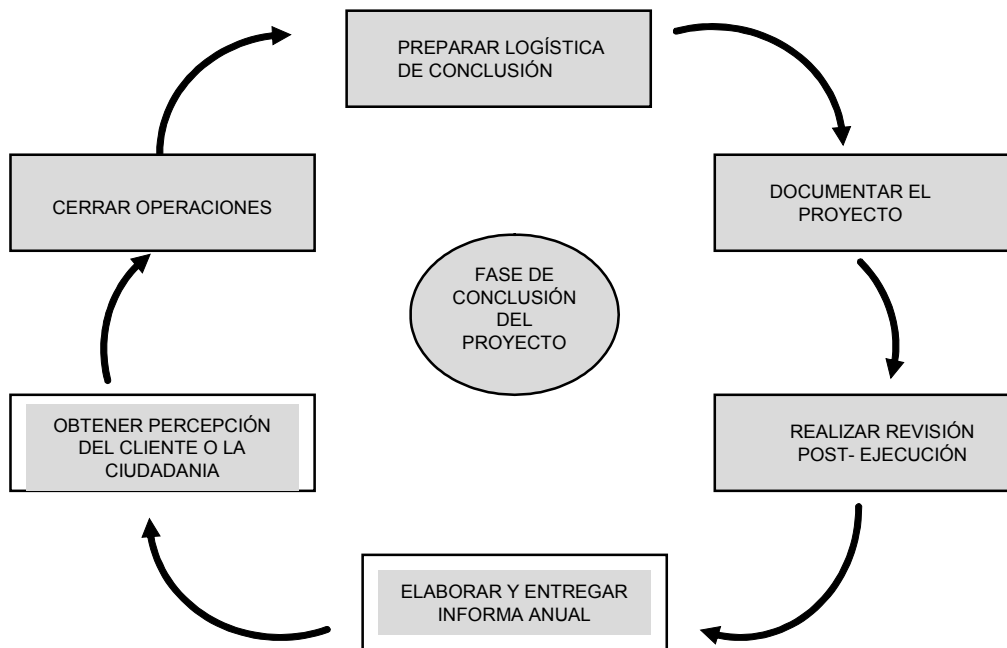 PREPARAR LOGÍSTICA
DE CONCLUSIÓN
DOCUMENTAR EL
PROYECTO
REALIZAR REVISIÓN
POST- EJECUCIÓN
ELABORAR Y ENTREGAR
INFORMA ANUAL
OBTENER PERCEPCIÓN
DEL CLIENTE O LA
CIUDADANIA
CERRAR OPERACIONES
FASE DE
CONCLUSIÓN
DEL
PROYECTO